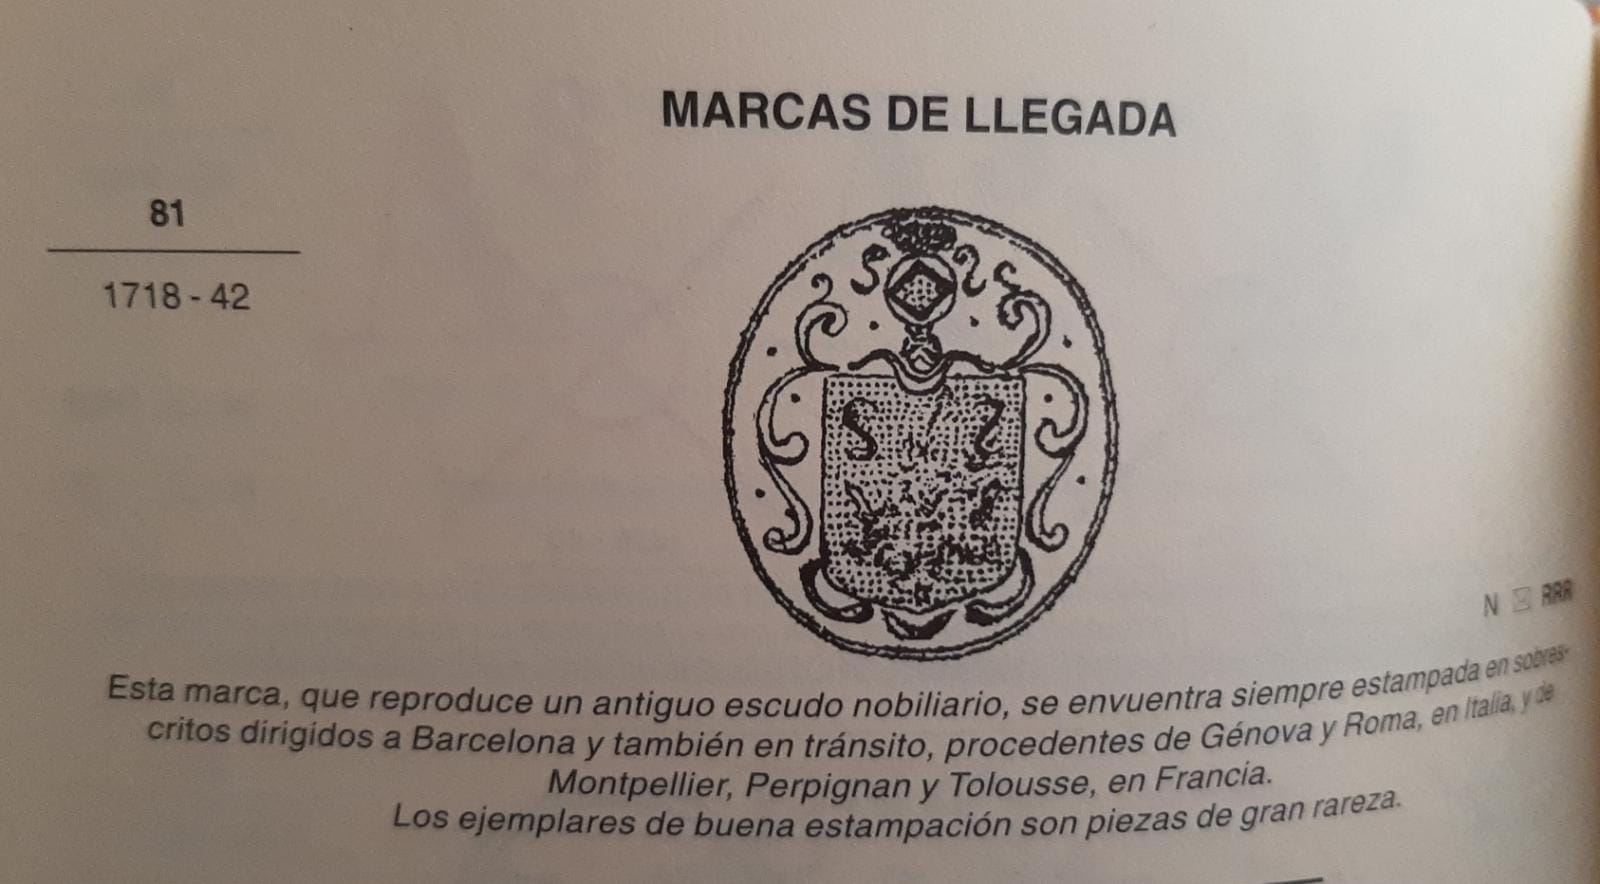 MARCAS DE LLEGADA
81
1718 - 42
N RRR
Esta marca, que reproduce un antiguo escudo nobiliario, se envuentra siempre estampada en sobres-
critos dirigidos a Barcelona y también en tránsito, procedentes de Génova y Roma, en Italia, y de
Montpellier, Perpignan y Tolousse, en Francia.
Los ejemplares de buena estampación son piezas de gran rareza.